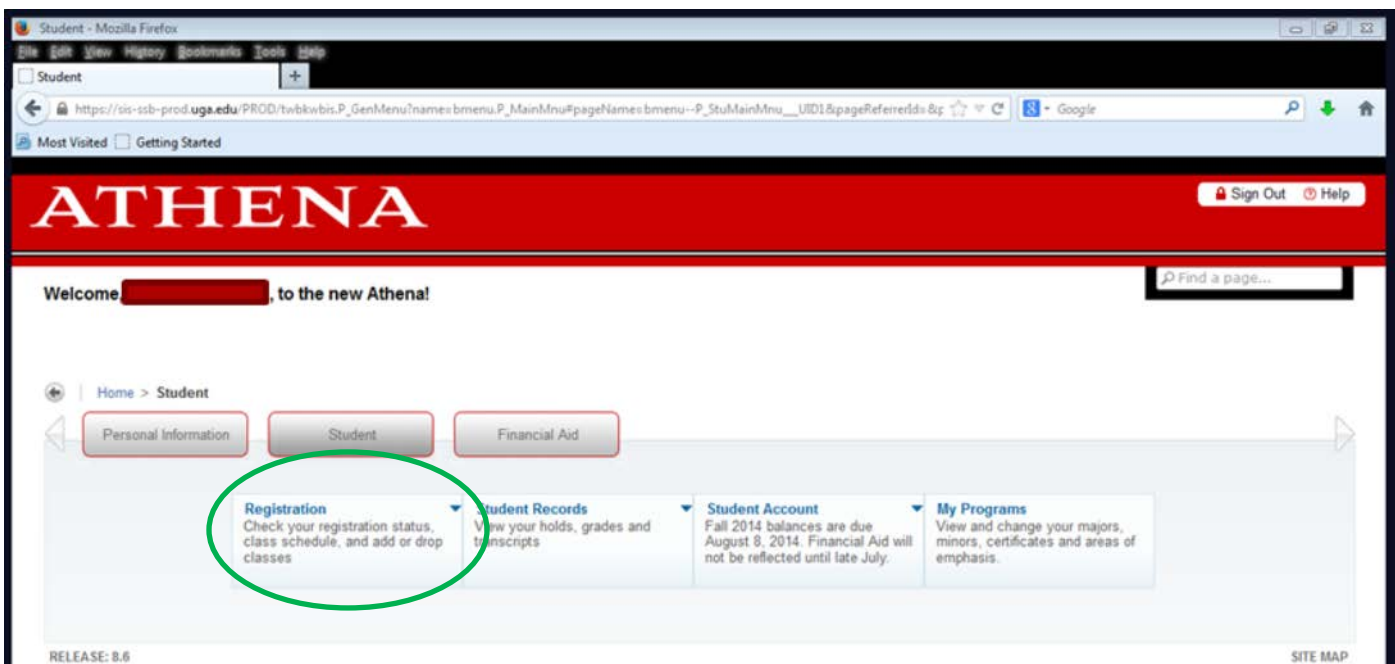 Student - Mozilla Firefox
File Edit View History Bookmarks Tools Help
Student +
https://sis-ssb-prod.uga.edu/PROD/twbkwbis.P_GenMenu?name=bmenu.P_MainMnu#pageName=bmenu--P_StuMainMnu__UID1&pageReferrerId=&p Google
Most Visited Getting Started
ATHENA
Sign Out Help
Find a page...
Welcome, , to the new Athena!
Home > Student
Personal Information Student Financial Aid
Registration
Check your registration status,
class schedule, and add or drop
classes
Student Records
View your holds, grades and
transcripts
Student Account
Fall 2014 balances are due
August 8, 2014. Financial Aid will
not be reflected until late July.
My Programs
View and change your majors,
minors, certificates and areas of
emphasis.
RELEASE: 8.6 SITE MAP